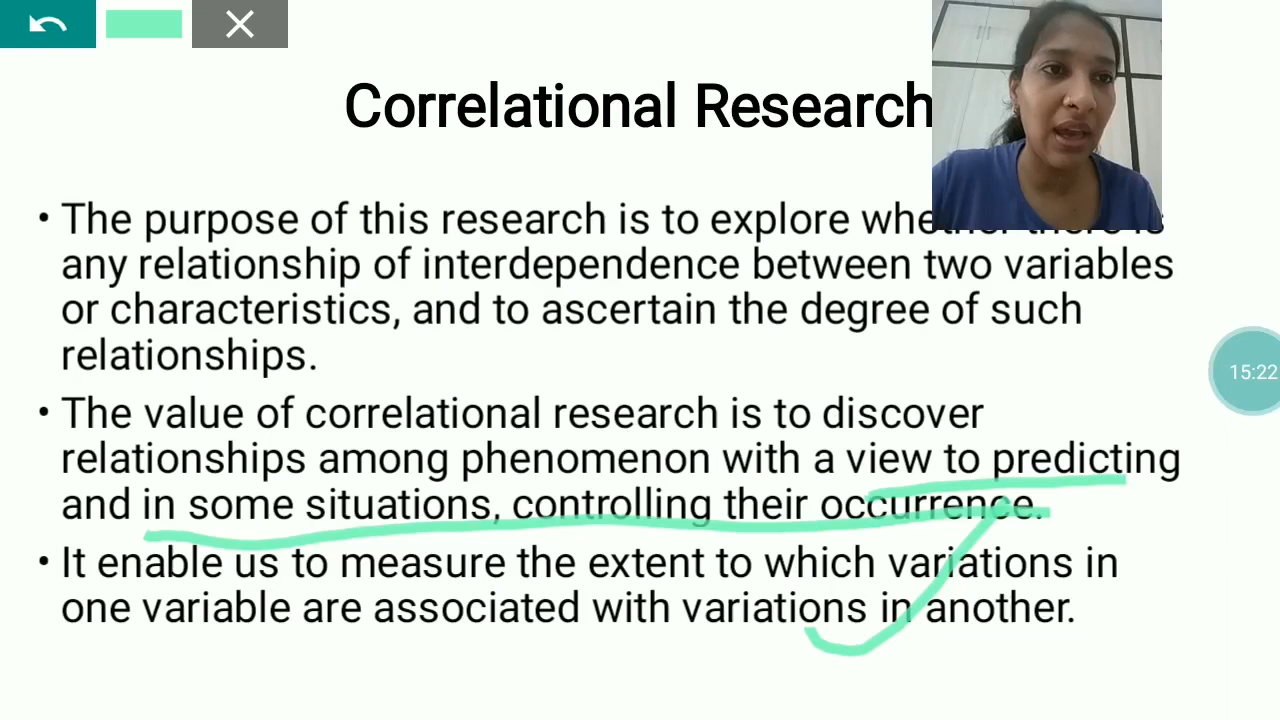 Correlational Research
• The purpose of this research is to explore whether there is
any relationship of interdependence between two variables
or characteristics, and to ascertain the degree of such
relationships.
• The value of correlational research is to discover
relationships among phenomenon with a view to predicting
and in some situations, controlling their occurrence.
• It enable us to measure the extent to which variations in
one variable are associated with variations in another.
15:22